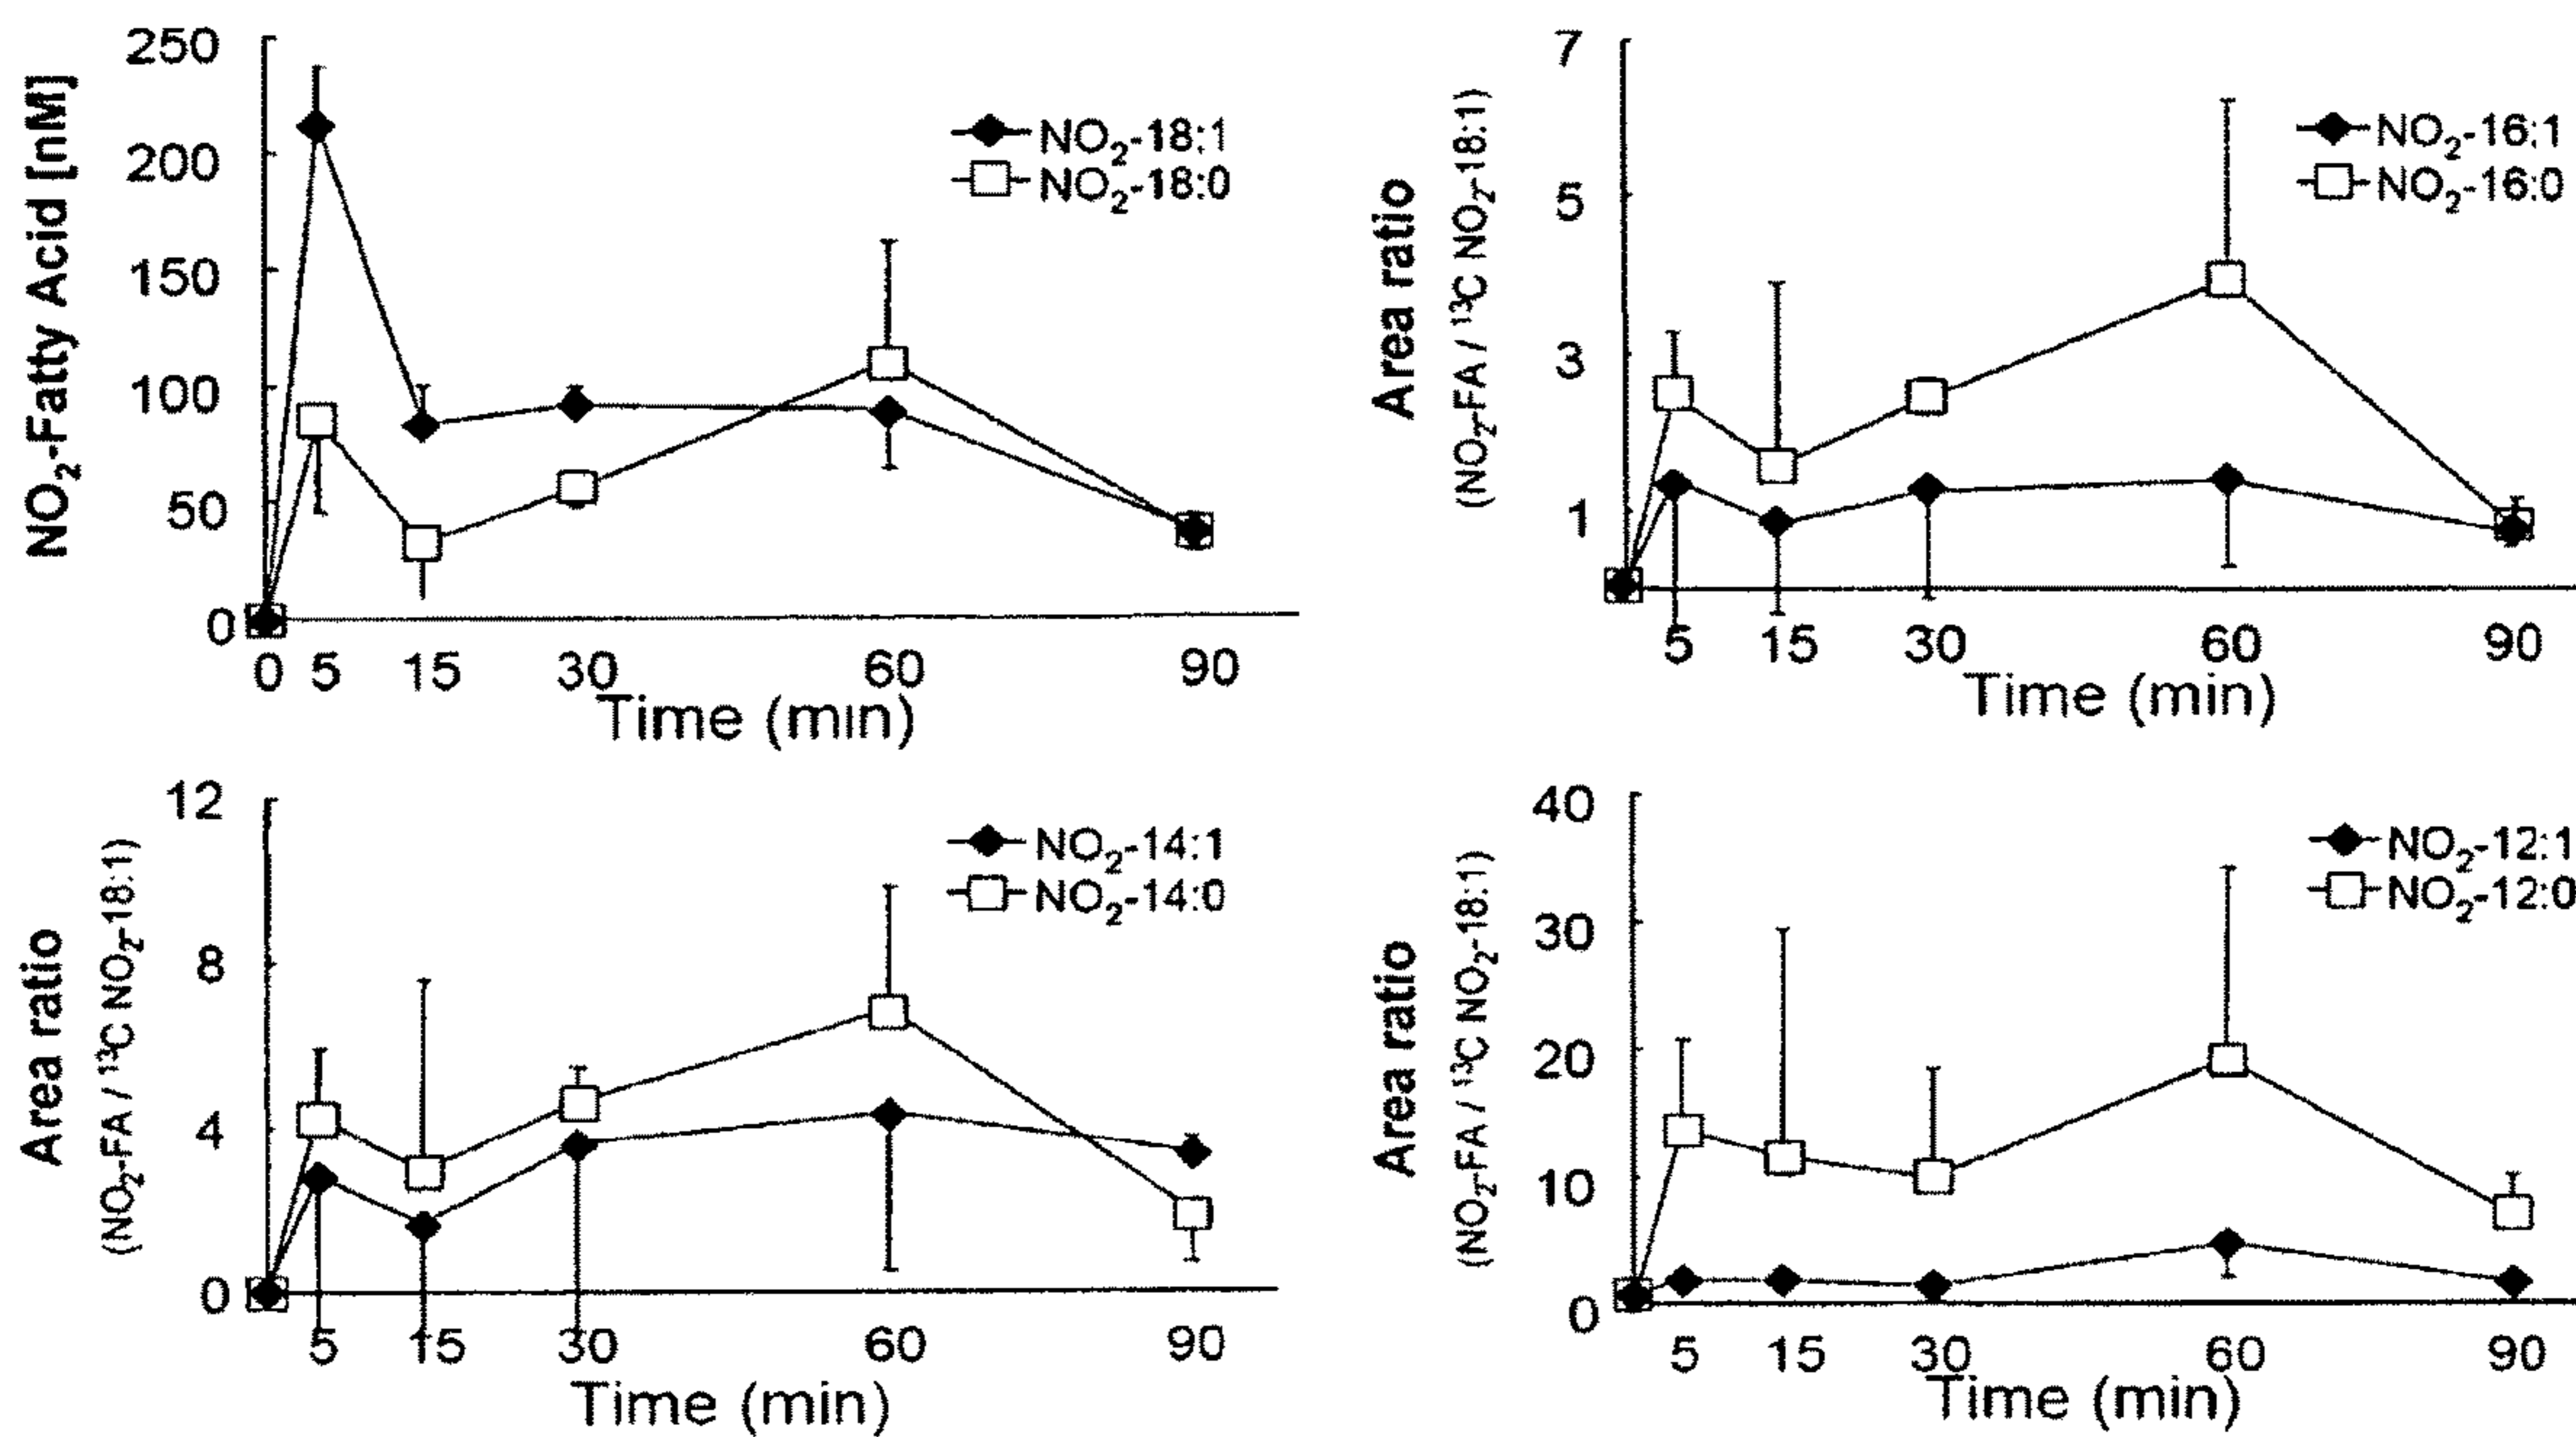 NO₂-Fatty Acid [nM]
250
200
150
100
50
0
NO₂-18:1
NO₂-18:0
0 5 15 30 60 90
Time (min)
Area ratio
(NO₂-FA / ¹³C NO₂-18:1)
7
5
3
1
NO₂-16:1
NO₂-16:0
5 15 30 60 90
Time (min)
Area ratio
(NO₂-FA / ¹³C NO₂-18:1)
12
8
4
0
NO₂-14:1
NO₂-14:0
5 15 30 60 90
Time (min)
Area ratio
(NO₂-FA / ¹³C NO₂-18:1)
40
30
20
10
0
NO₂-12:1
NO₂-12:0
5 15 30 60 90
Time (min)